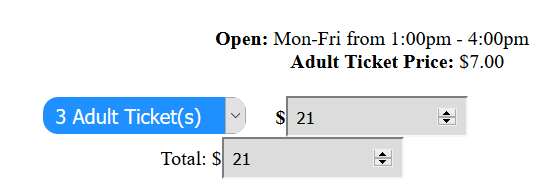 Open: Mon-Fri from 1:00pm - 4:00pm
Adult Ticket Price: $7.00
3 Adult Ticket(s) $ 21
Total: $ 21